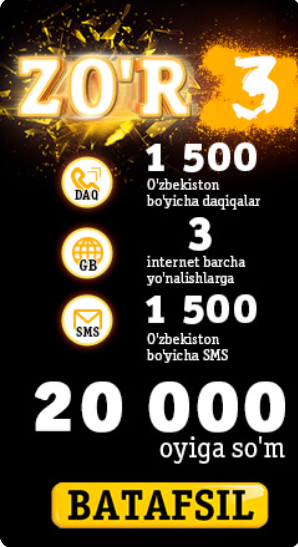 ZO'R 3
1 500
DAQ
O'zbekiston
bo'yicha daqiqalar
3
GB
internet barcha
yo'nalishlarga
1 500
SMS
O'zbekiston
bo'yicha SMS
20 000
oyiga so'm
BATAFSIL